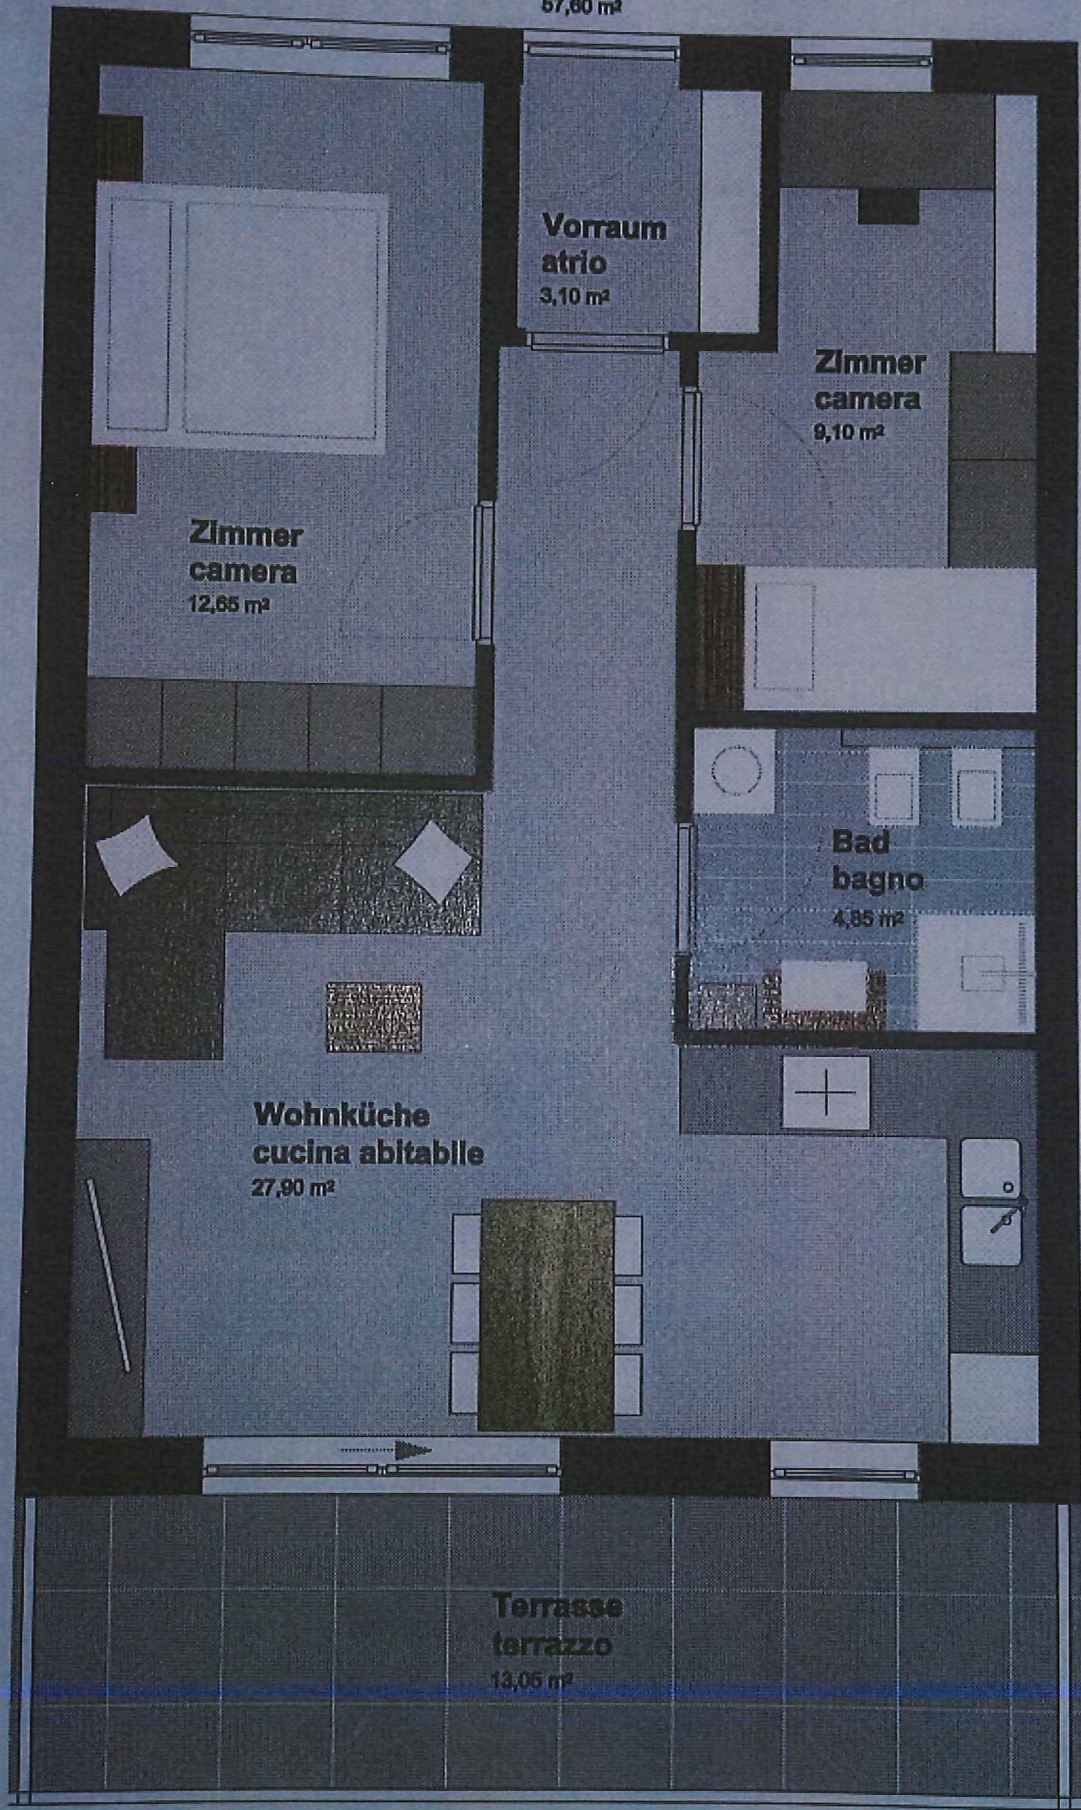 57,60 m²
Vorraum
atrio
3,10 m²
Zimmer
camera
9,10 m²
Zimmer
camera
12,65 m²
Bad
bagno
4,85 m²
Wohnküche
cucina abitabile
27,90 m²
Terrasse
terrazzo
13,05 m²